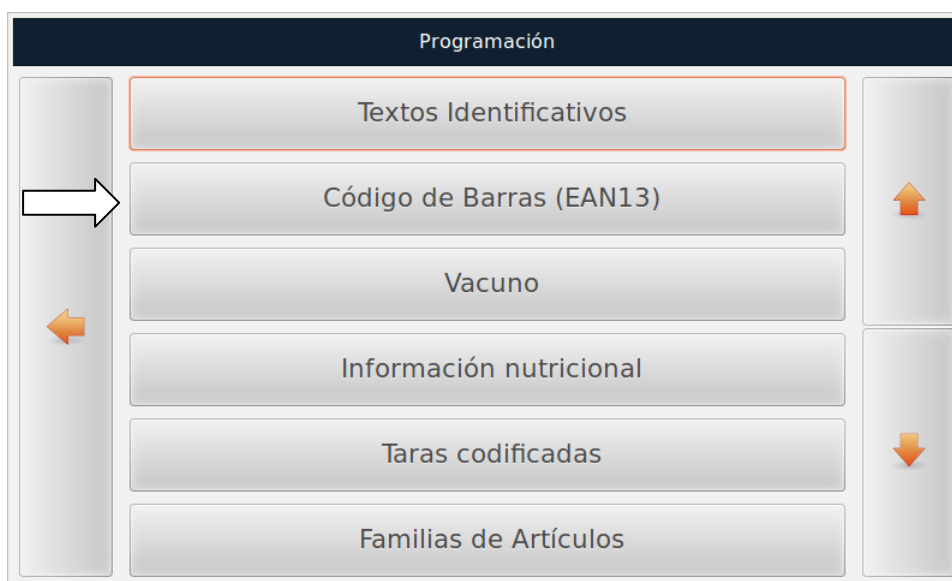 Programación
Textos Identificativos
Código de Barras (EAN13)
Vacuno
Información nutricional
Taras codificadas
Familias de Artículos